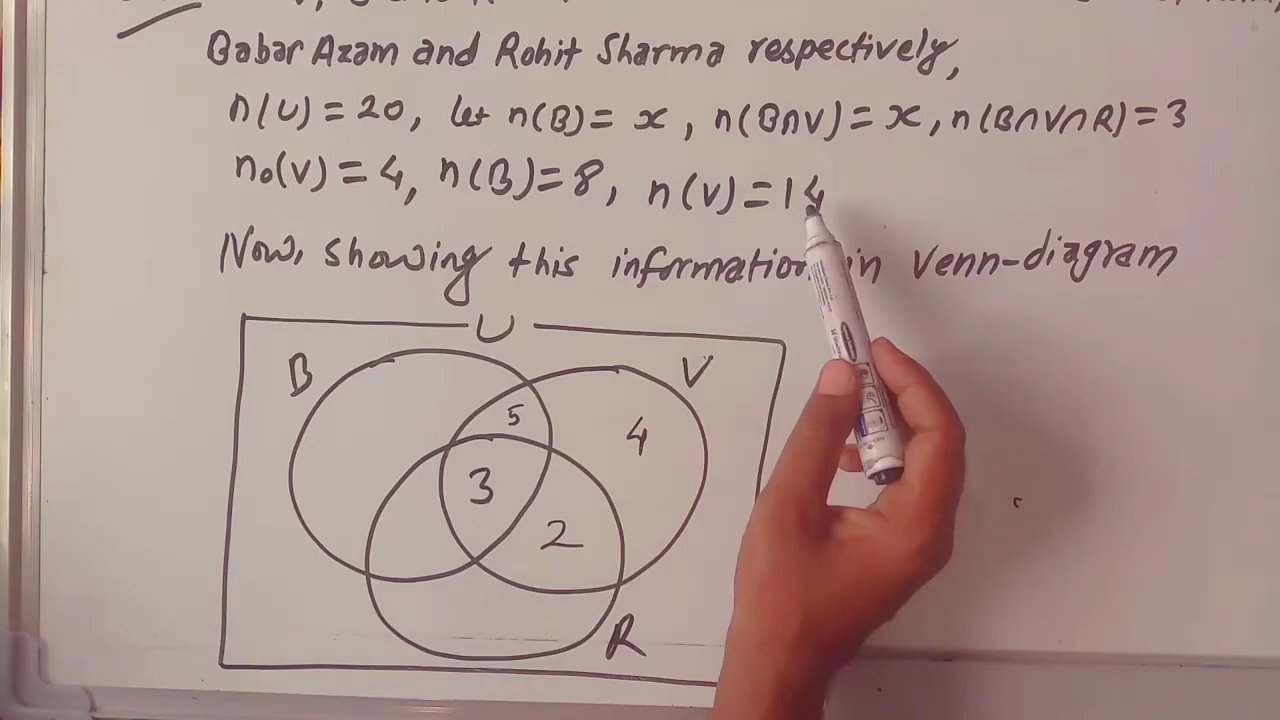 Babar Azam and Rohit Sharma respectively,
n(U) = 20, let n(B) = x, n(B∩V) = x, n(B∩V∩R) = 3
n₀(V) = 4, n(B) = 8, n(V) = 14
Now, showing this information in Venn-diagram
U
B
V
5
4
3
2
R